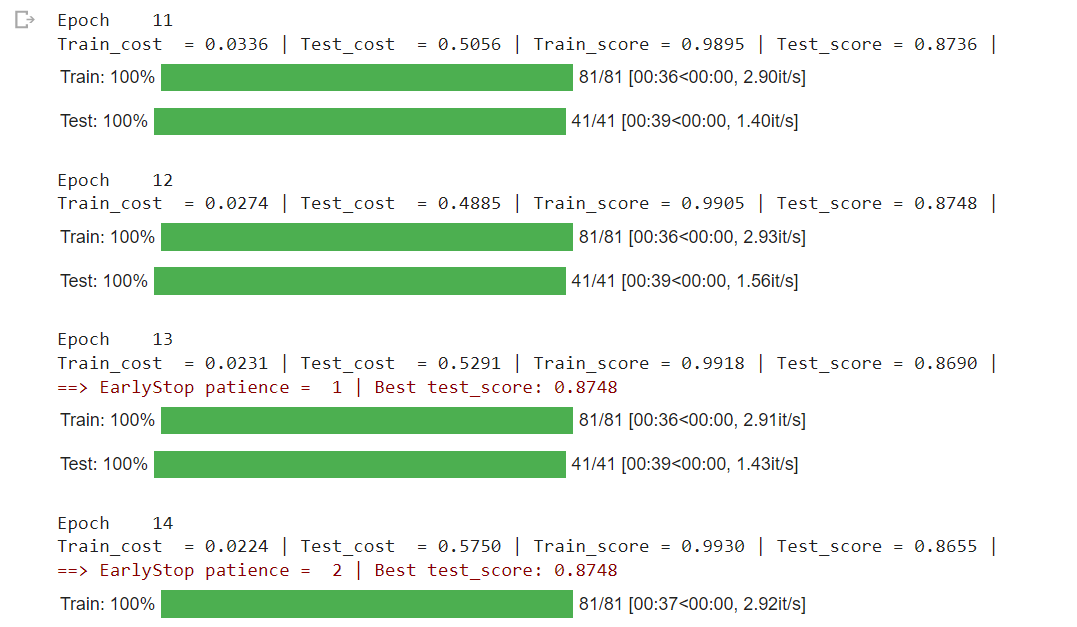 Epoch    11
Train_cost  = 0.0336 | Test_cost  = 0.5056 | Train_score = 0.9895 | Test_score = 0.8736 |
Train: 100% 81/81 [00:36<00:00, 2.90it/s]
Test: 100% 41/41 [00:39<00:00, 1.40it/s]
Epoch    12
Train_cost  = 0.0274 | Test_cost  = 0.4885 | Train_score = 0.9905 | Test_score = 0.8748 |
Train: 100% 81/81 [00:36<00:00, 2.93it/s]
Test: 100% 41/41 [00:39<00:00, 1.56it/s]
Epoch    13
Train_cost  = 0.0231 | Test_cost  = 0.5291 | Train_score = 0.9918 | Test_score = 0.8690 |
==> EarlyStop patience =  1 | Best test_score: 0.8748
Train: 100% 81/81 [00:36<00:00, 2.91it/s]
Test: 100% 41/41 [00:39<00:00, 1.43it/s]
Epoch    14
Train_cost  = 0.0224 | Test_cost  = 0.5750 | Train_score = 0.9930 | Test_score = 0.8655 |
==> EarlyStop patience =  2 | Best test_score: 0.8748
Train: 100% 81/81 [00:37<00:00, 2.92it/s]